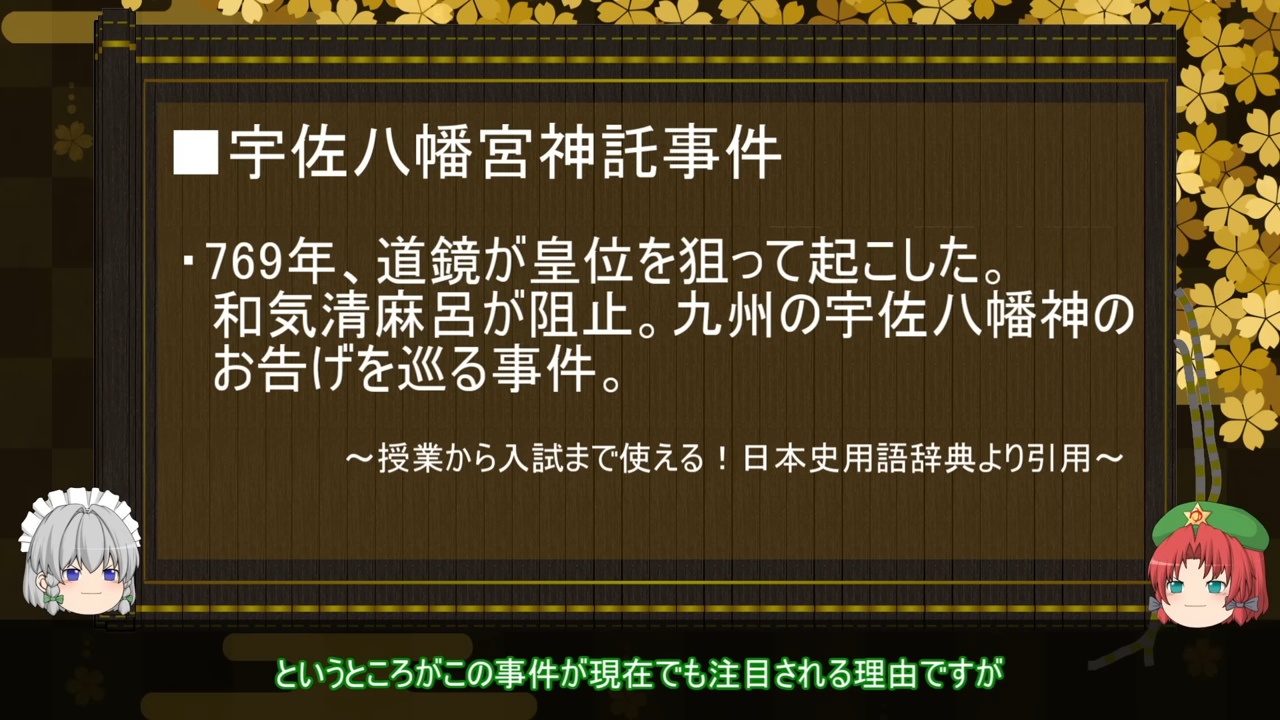 ■宇佐八幡宮神託事件
・769年、道鏡が皇位を狙って起こした。
和気清麻呂が阻止。九州の宇佐八幡神の
お告げを巡る事件。
～授業から入試まで使える！日本史用語辞典より引用～
というところがこの事件が現在でも注目される理由ですが